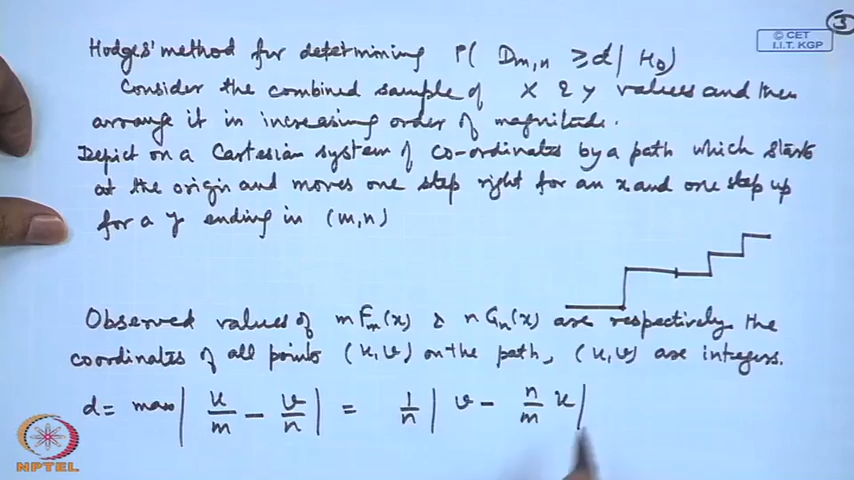 3
© CET
I.I.T. KGP
Hodges' method for determining P( Dm,n ≥ d | H0)
Consider the combined sample of X & Y values and then
arrange it in increasing order of magnitude.
Depict on a Cartesian system of co-ordinates by a path which starts
at the origin and moves one step right for an x and one step up
for a y ending in (m,n)
Observed values of m Fm(x) & n Gn(x) are respectively the
coordinates of all points (u,v) on the path, (u,v) are integers.
d = max | u/m - v/n | = 1/n | v - n/m u |
NPTEL